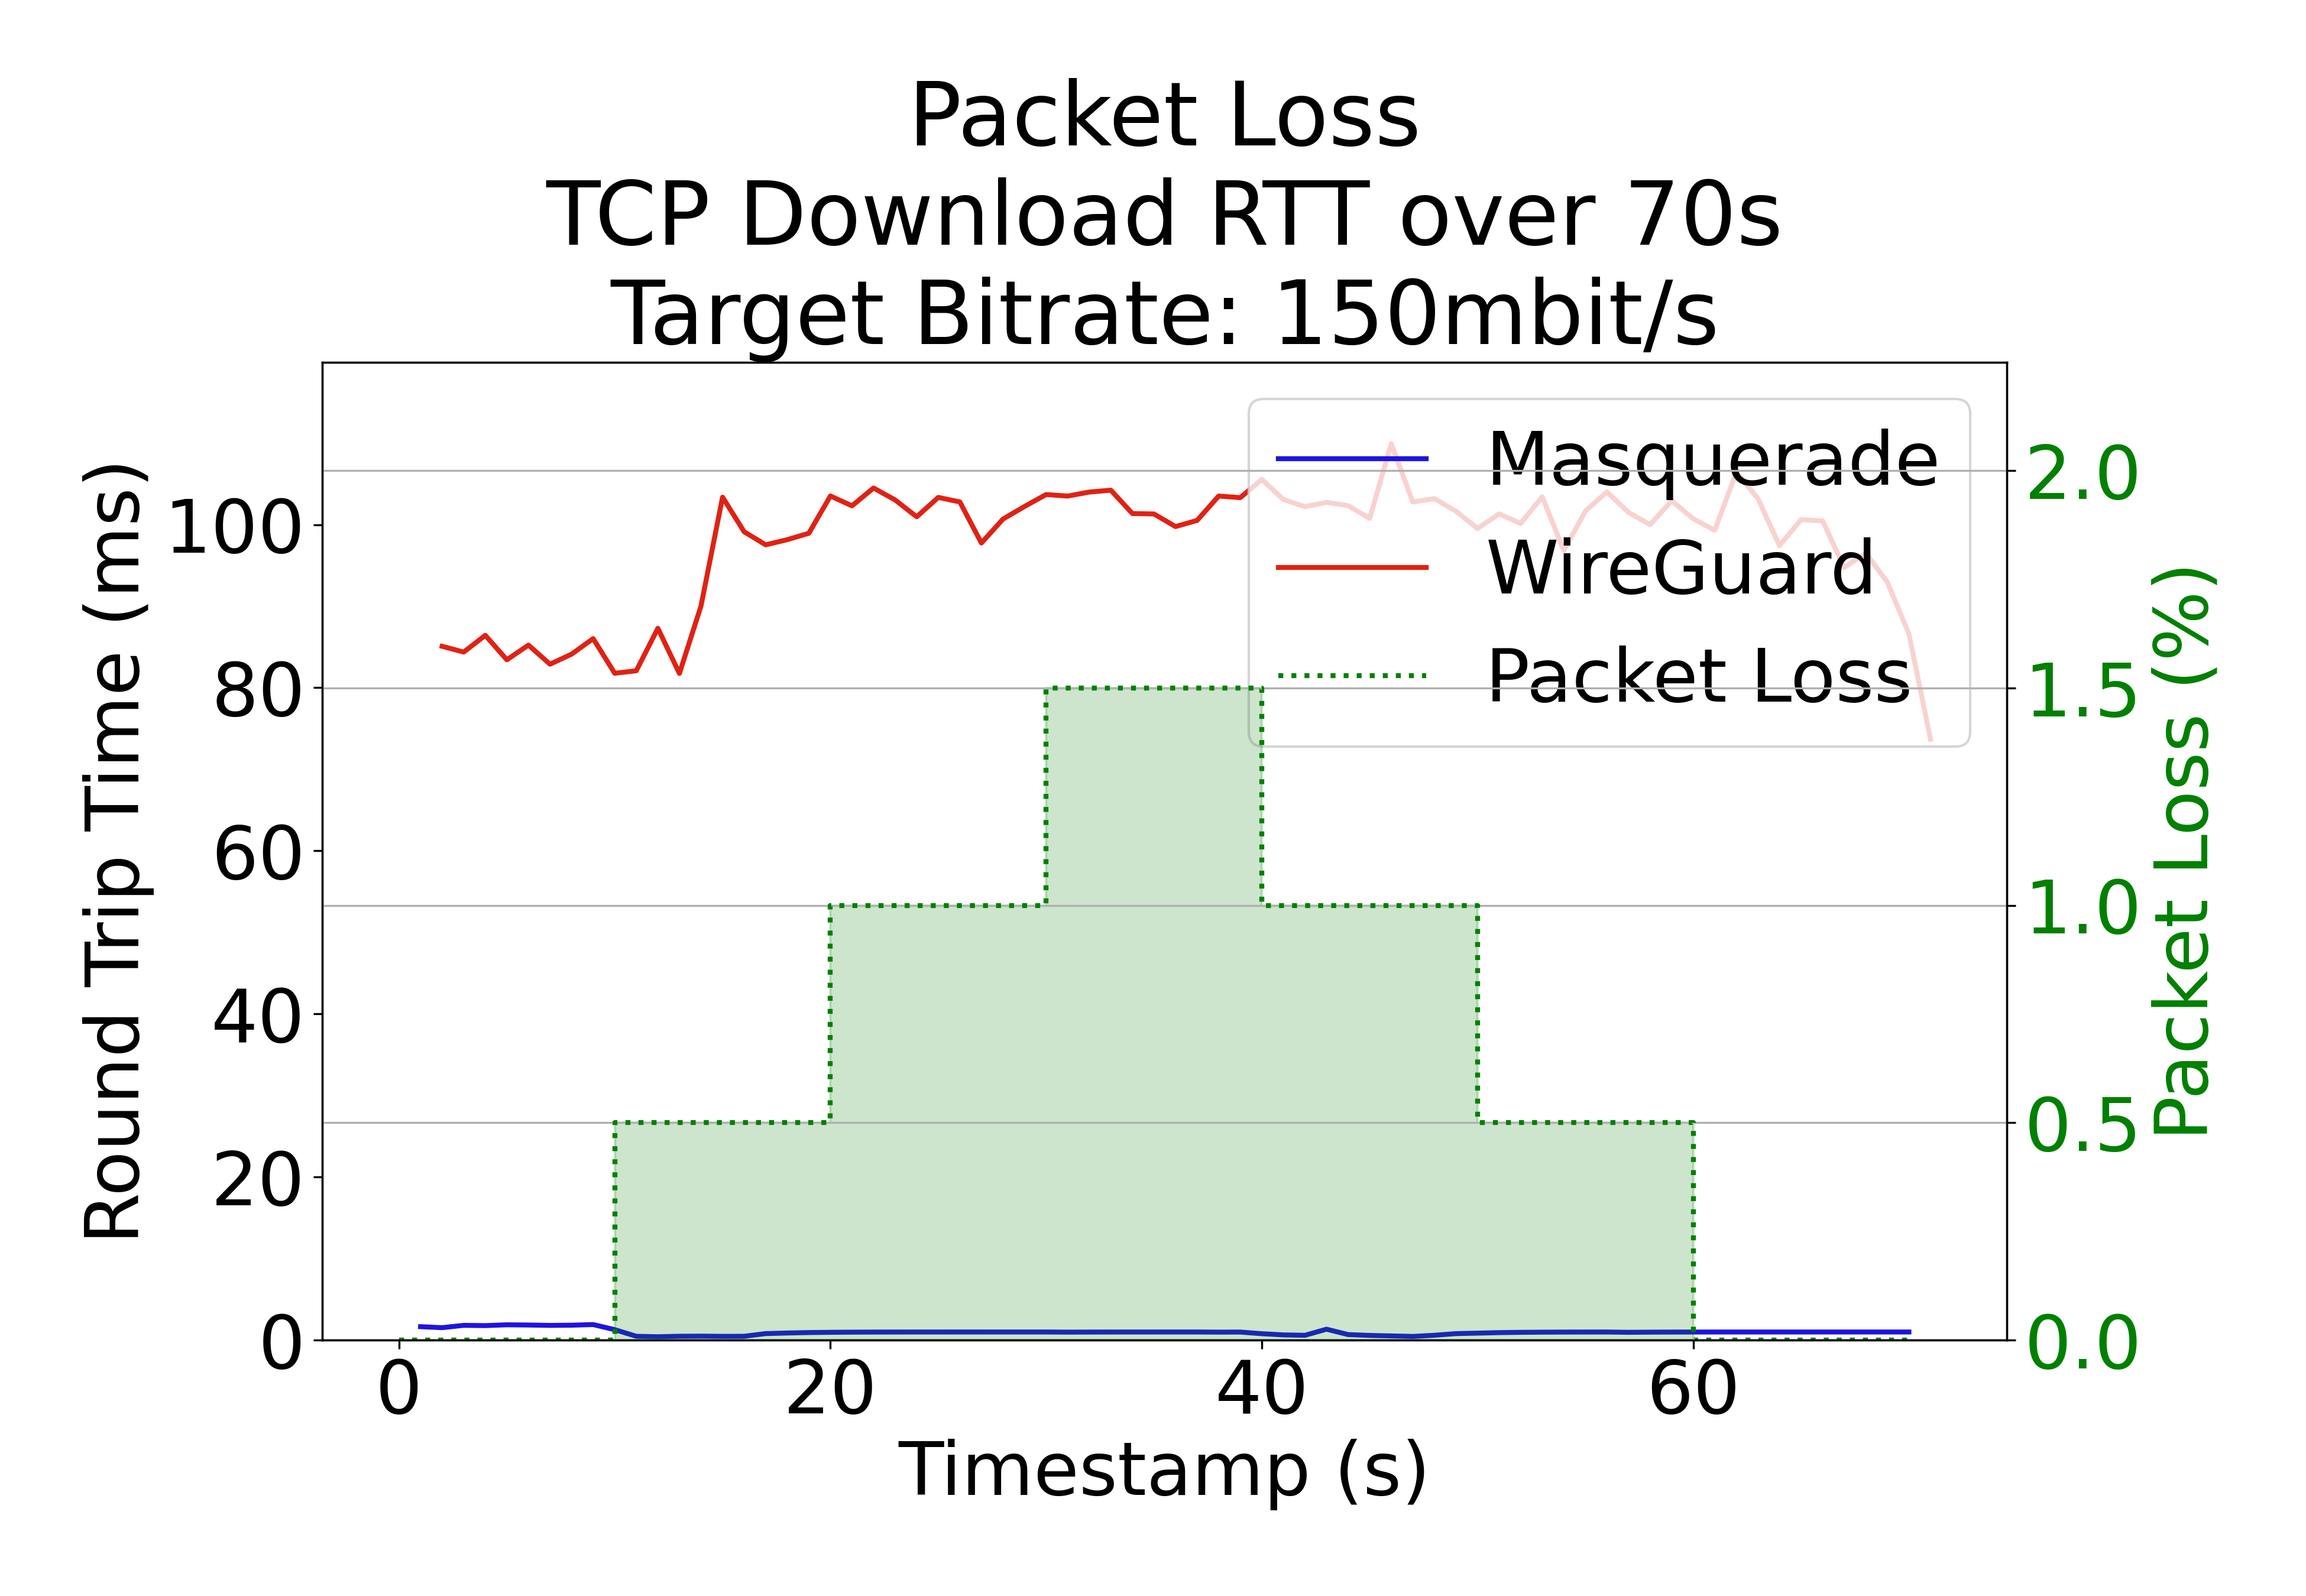 Packet Loss
TCP Download RTT over 70s
Target Bitrate: 150mbit/s
Masquerade
WireGuard
Packet Loss
Round Trip Time (ms)
100
80
60
40
20
0
2.0
1.5
1.0
0.5
0.0
Packet Loss (%)
0 20 40 60
Timestamp (s)